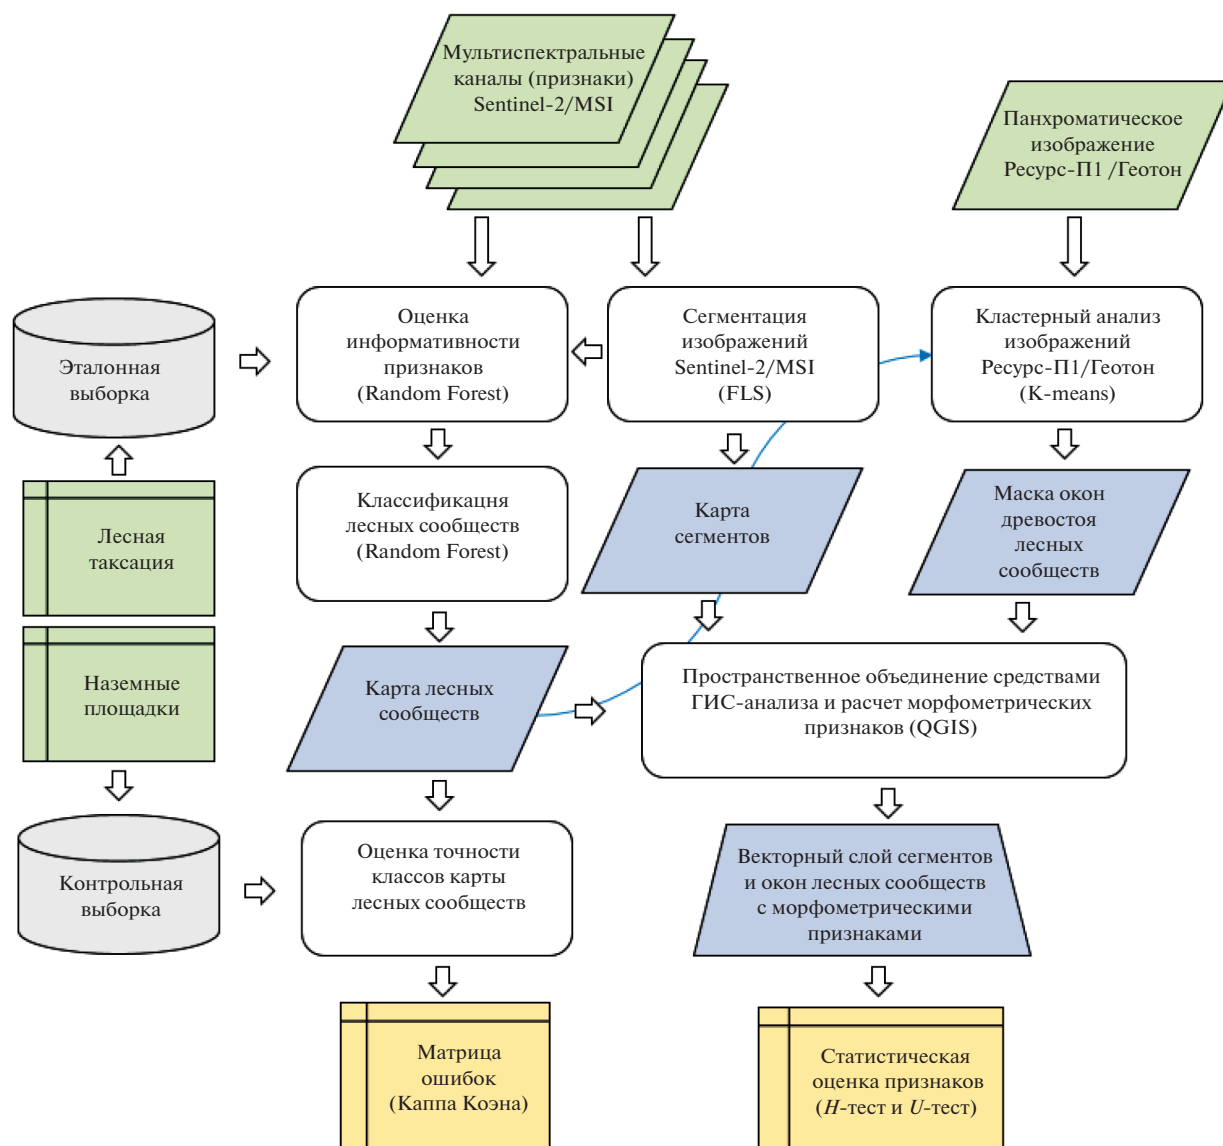 Мультиспектральные
каналы (признаки)
Sentinel-2/MSI
Панхроматическое
изображение
Ресурс-П1 /Геотон
Эталонная
выборка
Оценка
информативности
признаков
(Random Forest)
Сегментация
изображений
Sentinel-2/MSI
(FLS)
Кластерный анализ
изображений
Ресурс-П1/Геотон
(K-means)
Лесная
таксация
Классификацня
лесных сообществ
(Random Forest)
Карта
сегментов
Маска окон
древостоя
лесных
сообществ
Наземные
площадки
Карта лесных
сообществ
Пространственное объединение средствами
ГИС-анализа и расчет морфометрических
признаков (QGIS)
Контрольная
выборка
Оценка точности
классов карты
лесных сообществ
Векторный слой сегментов
и окон лесных сообществ
с морфометрическими
признаками
Матрица
ошибок
(Каппа Коэна)
Статистическая
оценка признаков
(H-тест и U-тест)